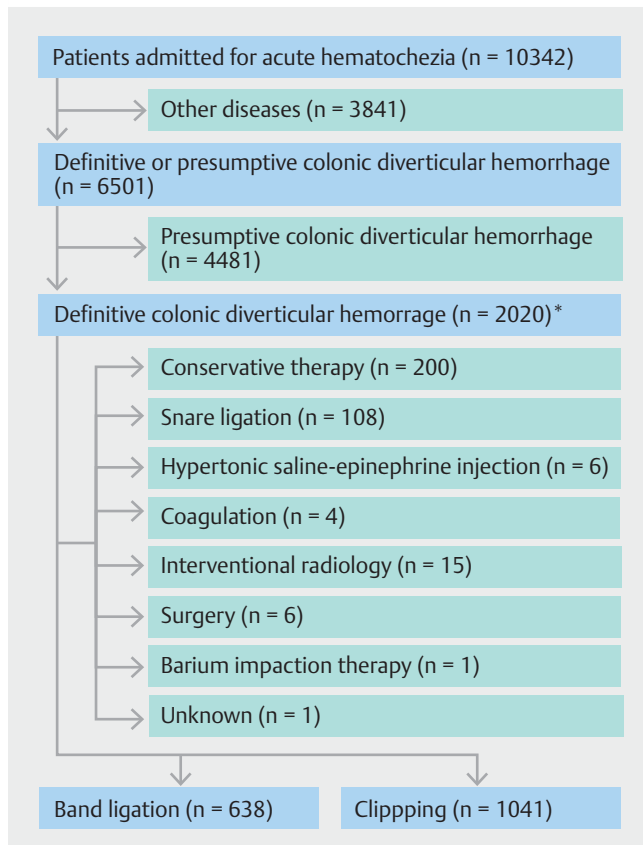 Patients admitted for acute hematochezia (n = 10342)
Other diseases (n = 3841)
Definitive or presumptive colonic diverticular hemorrhage
(n = 6501)
Presumptive colonic diverticular hemorrhage
(n = 4481)
Definitive colonic diverticular hemorrage (n = 2020)*
Conservative therapy (n = 200)
Snare ligation (n = 108)
Hypertonic saline-epinephrine injection (n = 6)
Coagulation (n = 4)
Interventional radiology (n = 15)
Surgery (n = 6)
Barium impaction therapy (n = 1)
Unknown (n = 1)
Band ligation (n = 638)
Clippping (n = 1041)